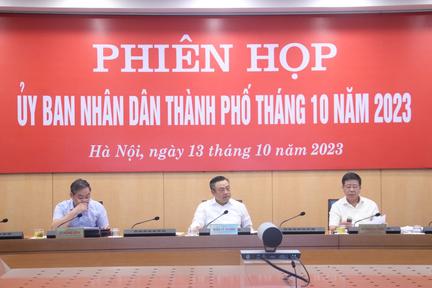 PHIÊN HỌP
ỦY BAN NHÂN DÂN THÀNH PHỐ THÁNG 10 NĂM 2023
Hà Nội, ngày 13 tháng 10 năm 2023